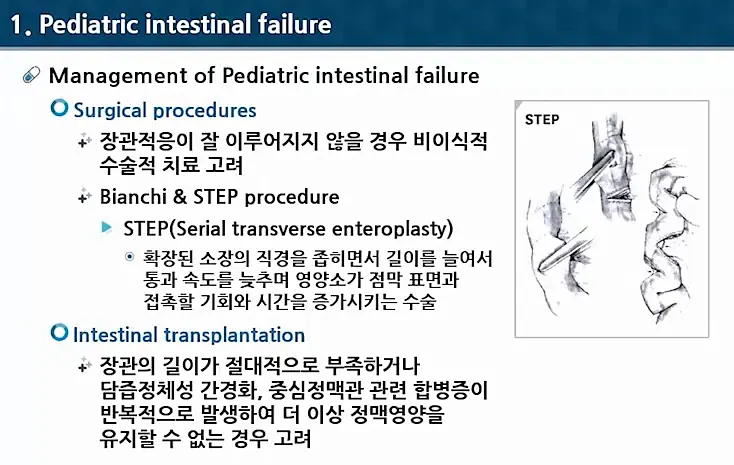 1. Pediatric intestinal failure
Management of Pediatric intestinal failure
Surgical procedures
장관적응이 잘 이루어지지 않을 경우 비이식적
수술적 치료 고려
Bianchi & STEP procedure
STEP(Serial transverse enteroplasty)
확장된 소장의 직경을 좁히면서 길이를 늘여서
통과 속도를 늦추며 영양소가 점막 표면과
접촉할 기회와 시간을 증가시키는 수술
Intestinal transplantation
장관의 길이가 절대적으로 부족하거나
담즙정체성 간경화, 중심정맥관 관련 합병증이
반복적으로 발생하여 더 이상 정맥영양을
유지할 수 없는 경우 고려
STEP